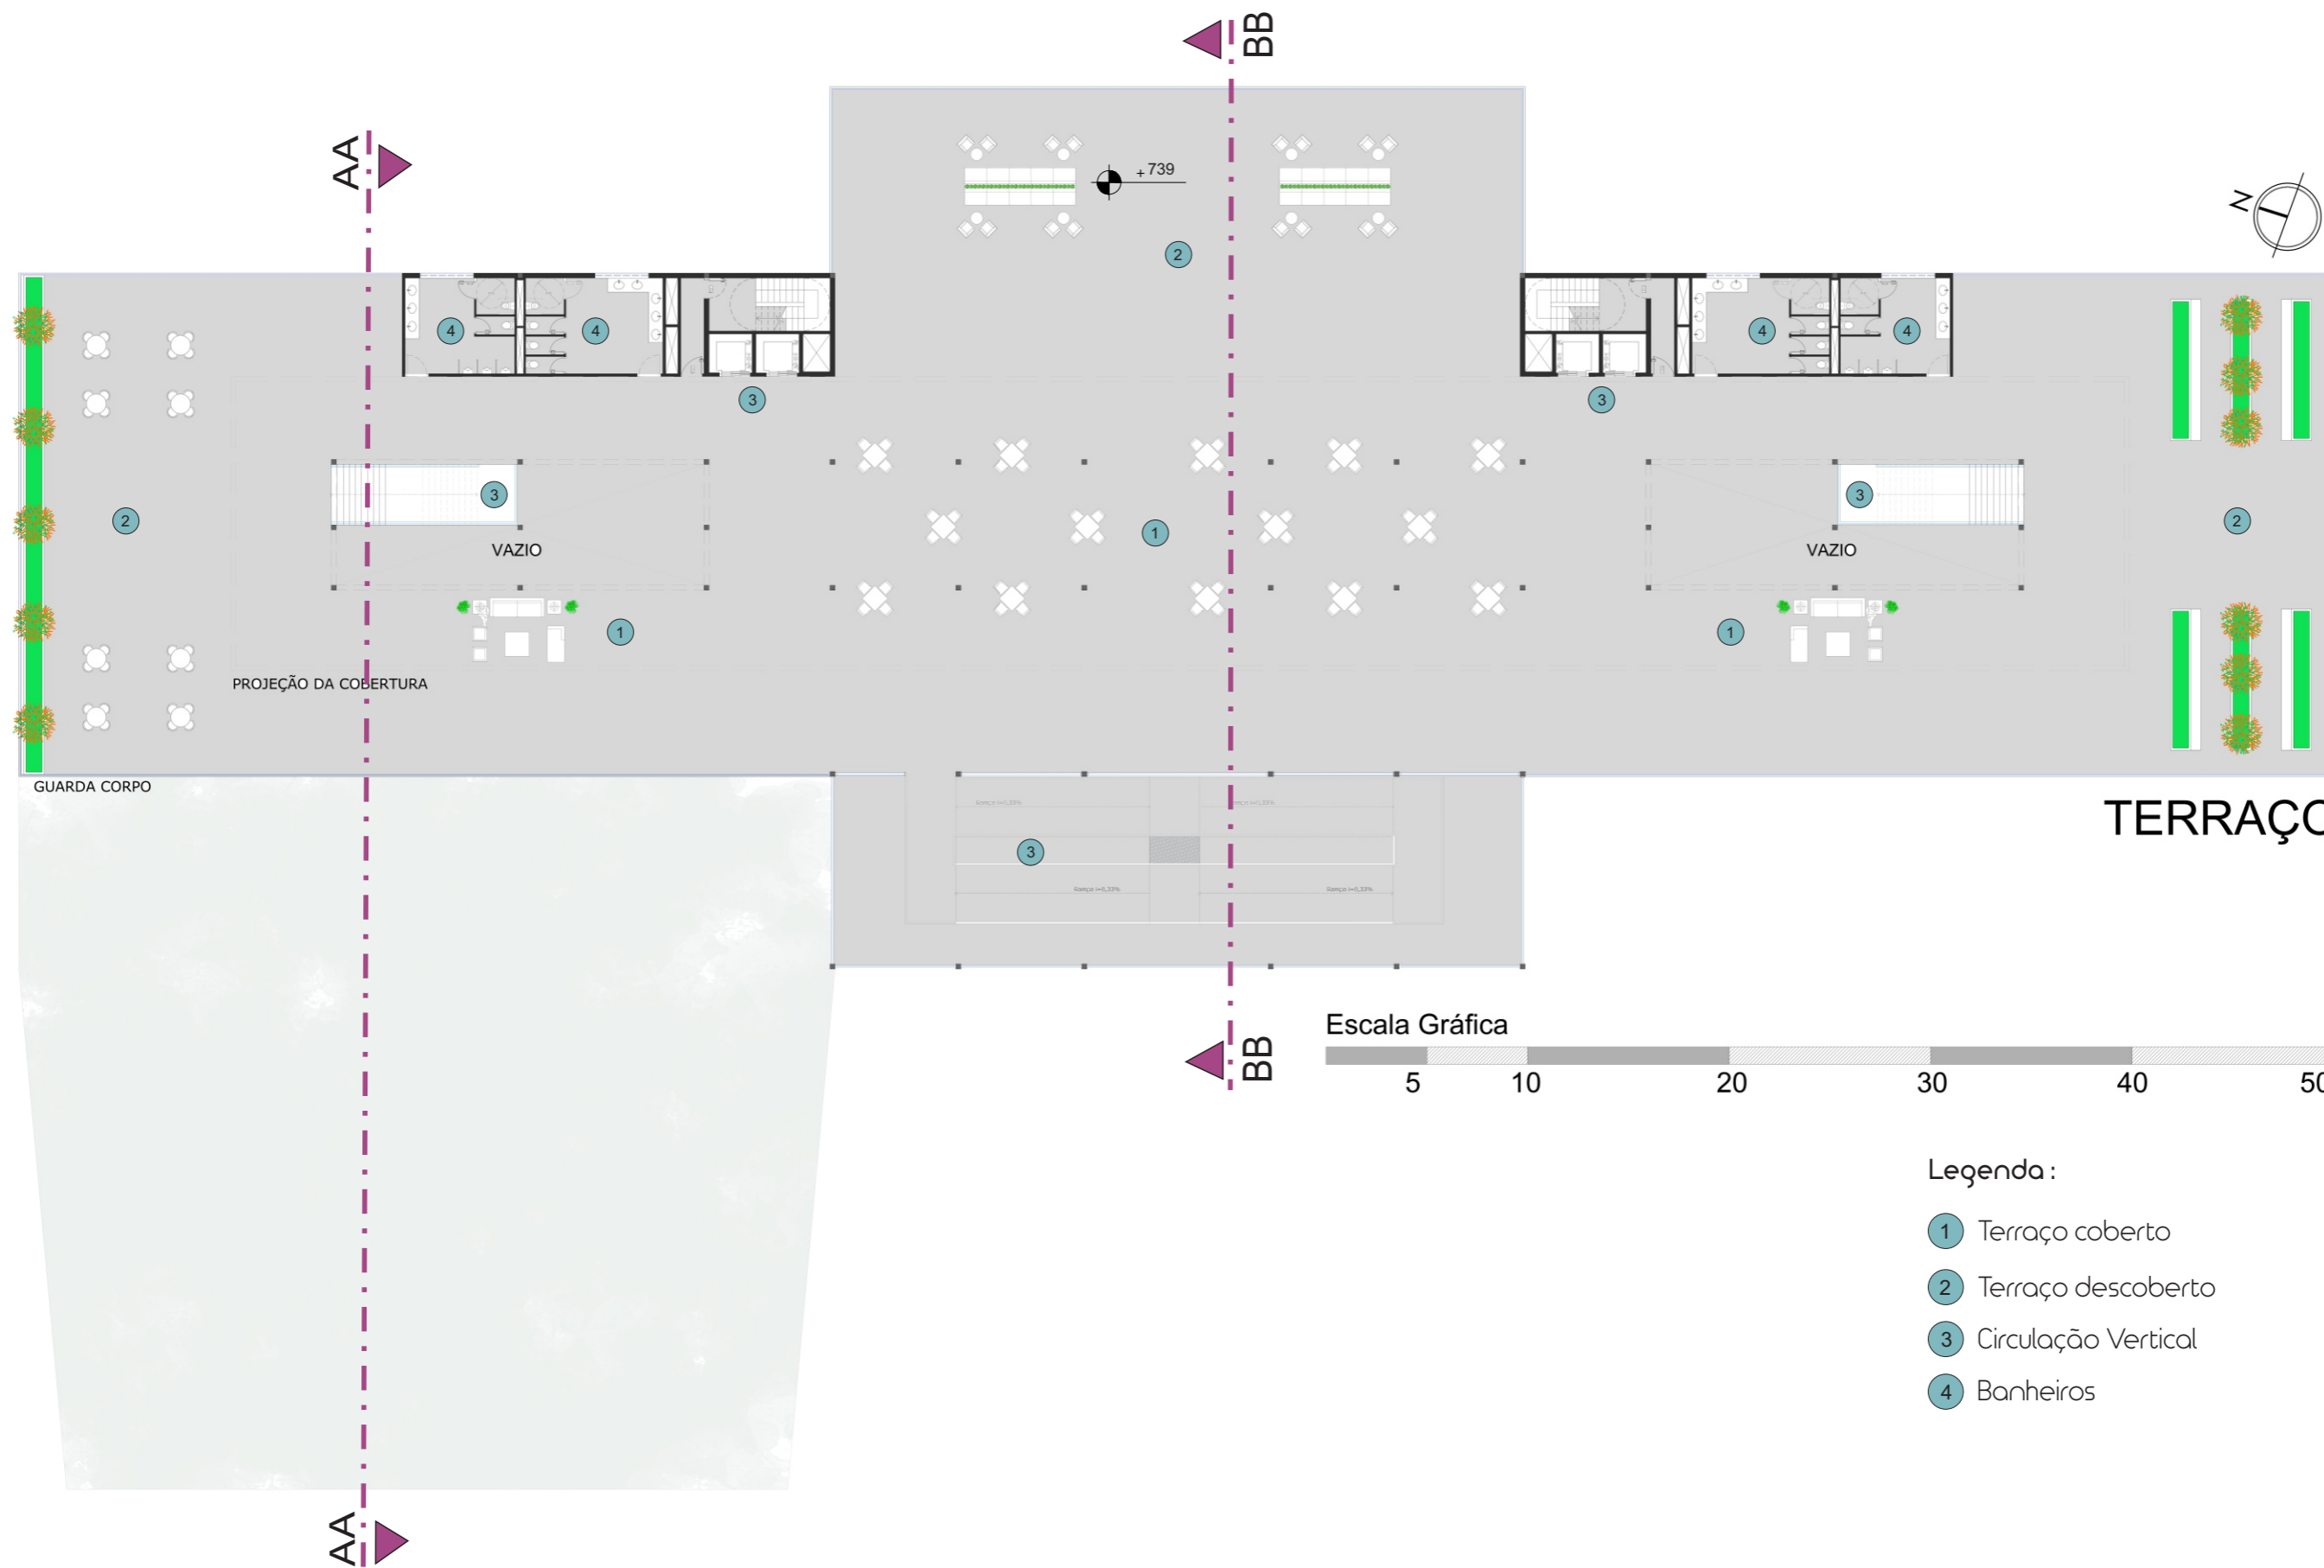 BB
AA
+739
N
2
4
4
4
4
3
3
3
3
2
1
2
VAZIO
VAZIO
1
1
PROJEÇÃO DA COBERTURA
GUARDA CORPO
TERRAÇO
3
Escala Gráfica
BB
5 10 20 30 40 50
Legenda :
1 Terraço coberto
2 Terraço descoberto
3 Circulação Vertical
4 Banheiros
AA